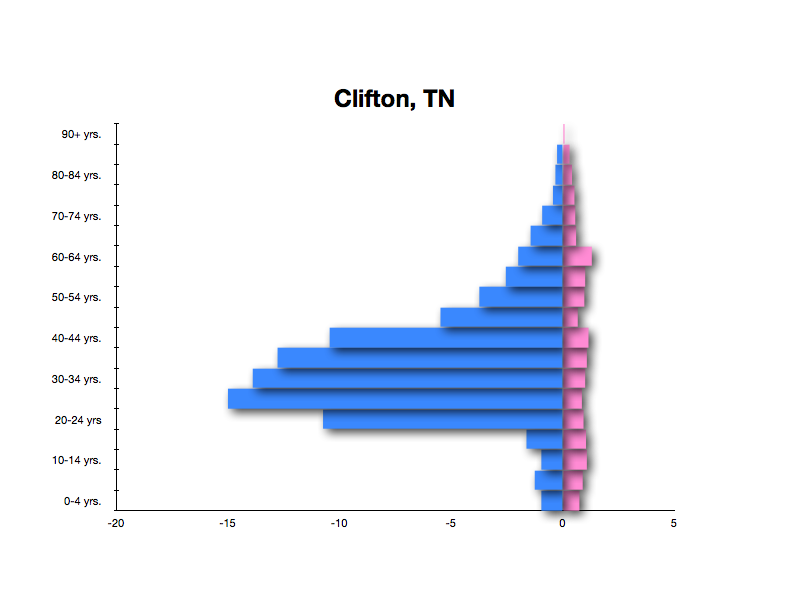 Clifton, TN
90+ yrs.
80-84 yrs.
70-74 yrs.
60-64 yrs.
50-54 yrs.
40-44 yrs.
30-34 yrs.
20-24 yrs
10-14 yrs.
0-4 yrs.
-20 -15 -10 -5 0 5